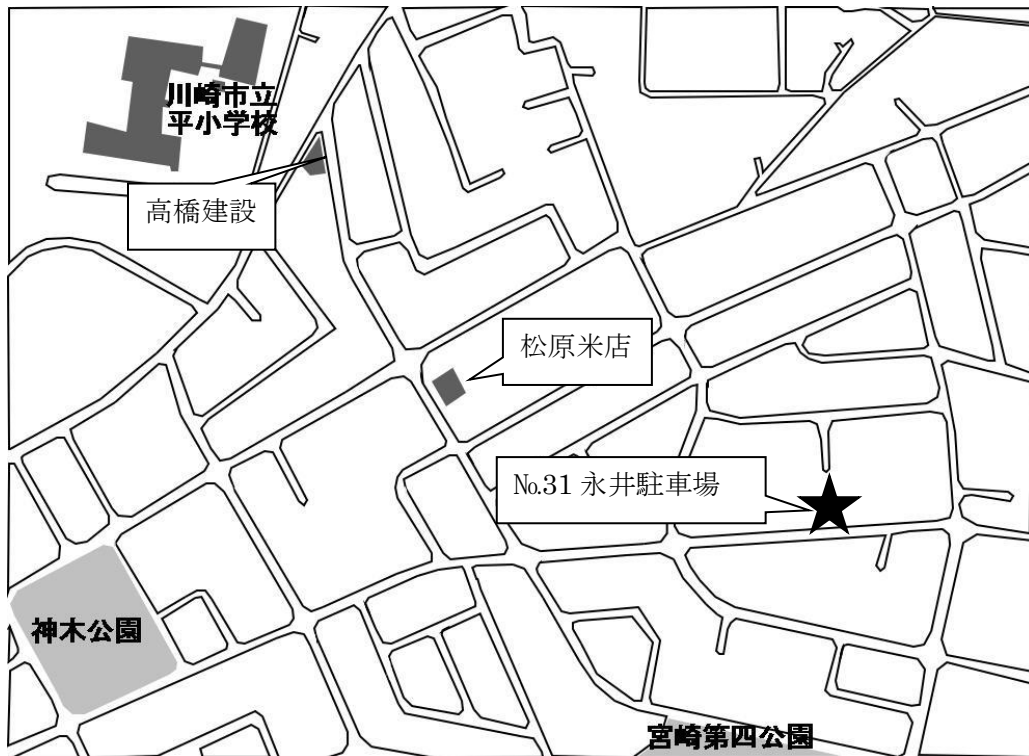 川崎市立
平小学校
高橋建設
松原米店
№31 永井駐車場
神木公園
宮崎第四公園